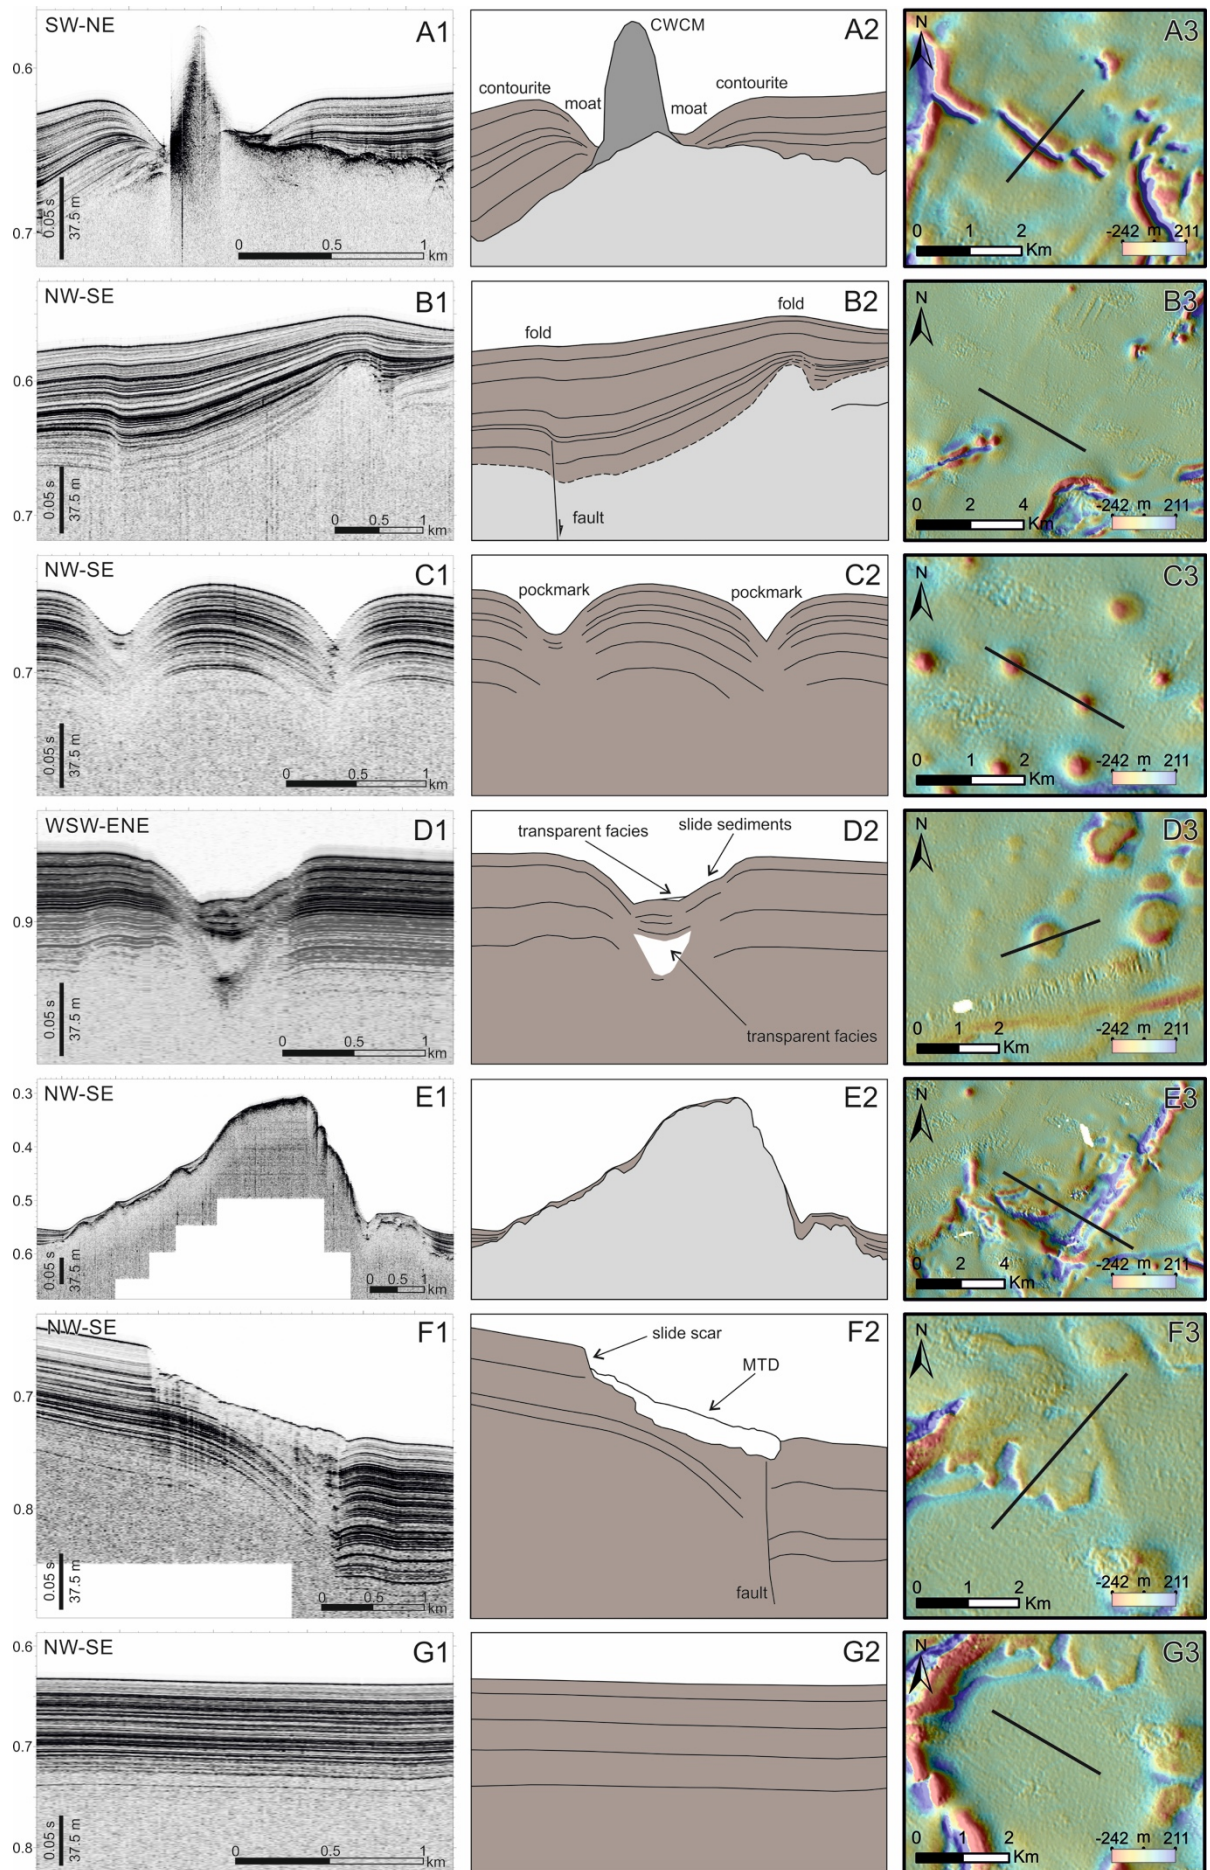 SW-NE
A1
0.6
0.7
0.05 s
37.5 m
0 0.5 1
km
A2
CWCM
contourite
moat
moat
contourite
N
A3
0 1 2
Km
-242 m 211
NW-SE
B1
0.6
0.7
0.05 s
37.5 m
0 0.5 1
km
B2
fold
fold
fault
N
B3
0 2 4
Km
-242 m 211
NW-SE
C1
0.7
0.05 s
37.5 m
0 0.5 1
km
C2
pockmark
pockmark
N
C3
0 1 2
Km
-242 m 211
WSW-ENE
D1
0.9
0.05 s
37.5 m
0 0.5 1
km
D2
slide sediments
transparent facies
transparent facies
N
D3
0 1 2
Km
-242 m 211
NW-SE
E1
0.3
0.4
0.5
0.6
0.05 s
37.5 m
0 0.5 1
km
E2
N
E3
0 2 4
Km
-242 m 211
NW-SE
F1
0.7
0.8
0.05 s
37.5 m
0 0.5 1
km
F2
slide scar
MTD
fault
N
F3
0 1 2
Km
-242 m 211
NW-SE
G1
0.6
0.7
0.8
0.05 s
37.5 m
0 0.5 1
km
G2
N
G3
0 1 2
Km
-242 m 211